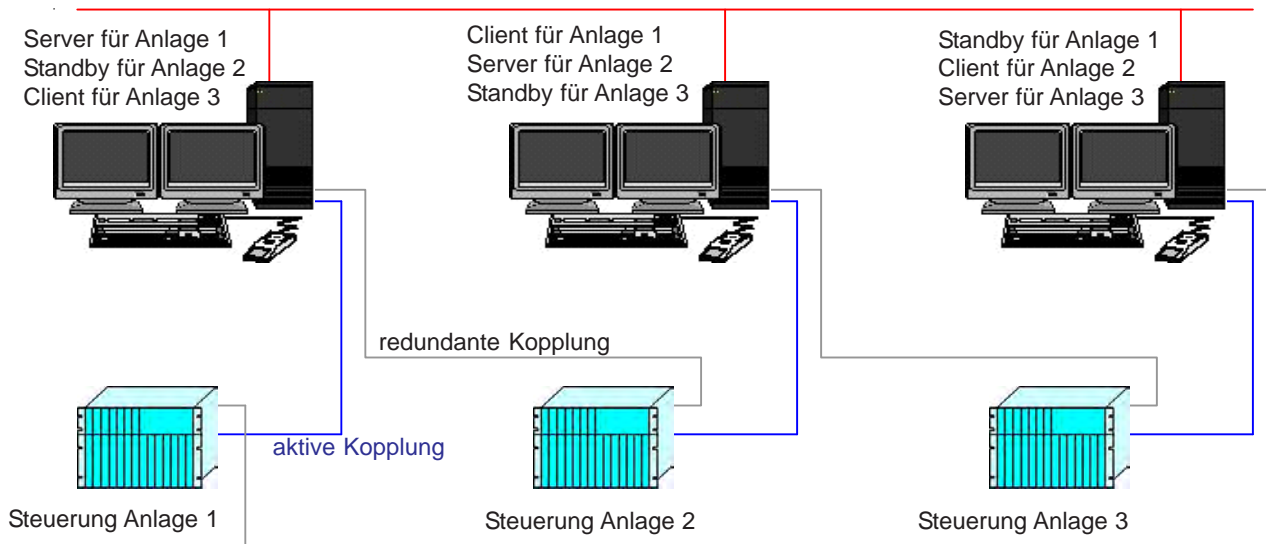 Server für Anlage 1
Standby für Anlage 2
Client für Anlage 3
Client für Anlage 1
Server für Anlage 2
Standby für Anlage 3
Standby für Anlage 1
Client für Anlage 2
Server für Anlage 3
redundante Kopplung
aktive Kopplung
Steuerung Anlage 1
Steuerung Anlage 2
Steuerung Anlage 3